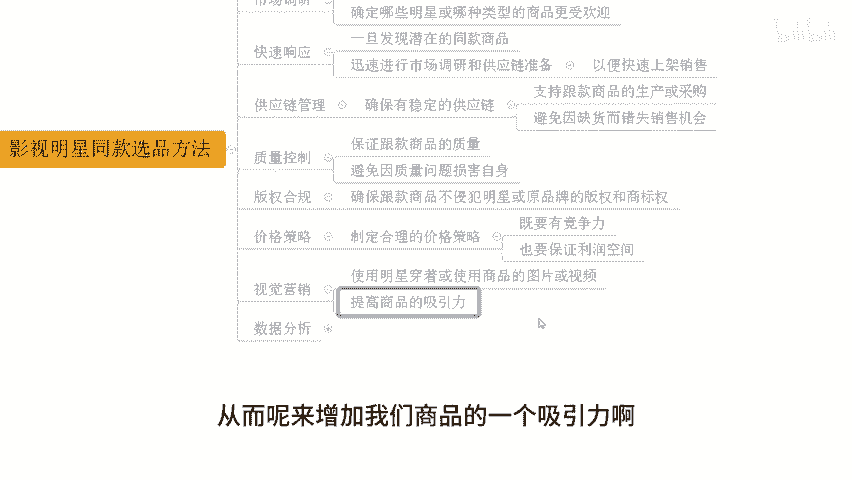 市场调研
确定哪些明星或哪种类型的商品更受欢迎
快速响应
一旦发现潜在的同款商品
迅速进行市场调研和供应链准备
以便快速上架销售
供应链管理
确保有稳定的供应链
支持跟款商品的生产或采购
避免因缺货而错失销售机会
影视明星同款选品方法
质量控制
保证跟款商品的质量
避免因质量问题损害自身
版权合规
确保跟款商品不侵犯明星或原品牌的版权和商标权
价格策略
制定合理的价格策略
既要有竞争力
也要保证利润空间
视觉营销
使用明星穿着或使用商品的图片或视频
提高商品的吸引力
数据分析
从而呢来增加我们商品的一个吸引力啊